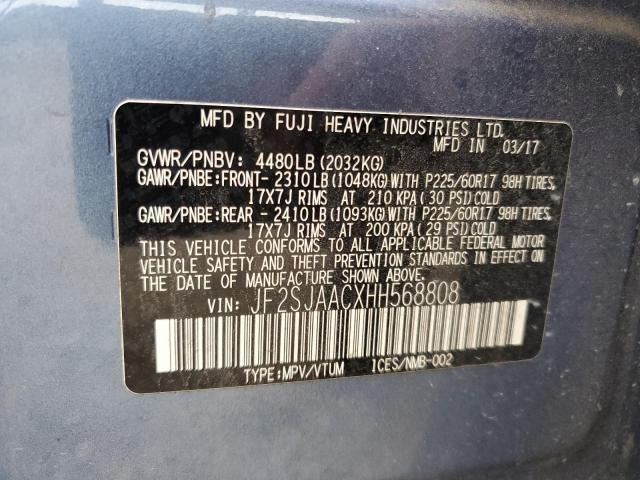 MFD BY FUJI HEAVY INDUSTRIES LTD.
MFD IN 03/17
GVWR/PNBV: 4480LB(2032KG)
GAWR/PNBE:FRONT-2310LB(1048KG)WITH P225/60R17 98H TIRES,
17X7J RIMS AT 210 KPA(30 PSI)COLD
GAWR/PNBE:REAR -2410LB(1093KG)WITH P225/60R17 98H TIRES,
17X7J RIMS AT 200 KPA(29 PSI)COLD
THIS VEHICLE CONFORMS TO ALL APPLICABLE FEDERAL MOTOR
VEHICLE SAFETY AND THEFT PREVENTION STANDARDS IN EFFECT ON
THE DATE OF MANUFACTURE SHOWN ABOVE.
VIN: JF2SJAACXHH568808
TYPE:MPV/VTUM ICES/NMB-002